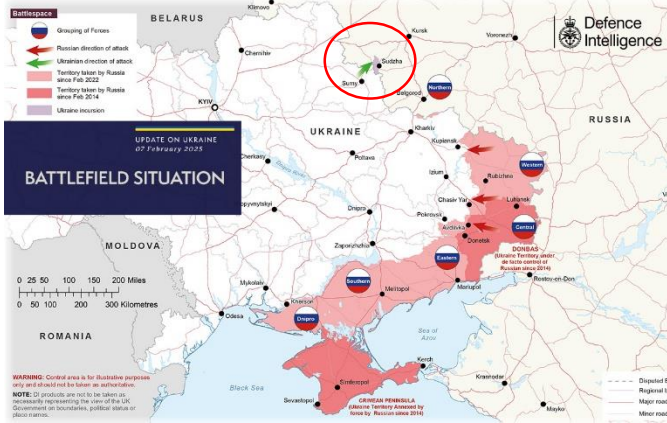 Battlespace
Grouping of Forces
Russian direction of attack
Ukrainian direction of attack
Territory taken by Russia
since Feb 2022
Territory taken by Russia
since Feb 2014
Ukraine incursion
Defence
Intelligence
UPDATE ON UKRAINE
07 February 2025
BATTLEFIELD SITUATION
BELARUS
Klimovo
Chernihiv
Kursk
Voronezh
Sudzha
Sumy
Northern
Belgorod
KYIV
UKRAINE
RUSSIA
Kharkiv
Kupiansk
Western
Cherkasy
Dnipro River
Poltava
Izium
Rubizhne
Kropyvnytskyi
Dnipro
Chasiv Yar
Luhansk
Pokrovsk
Avdiivka
Central
Donetsk
MOLDOVA
Zaporizhzhia
DONBAS
(Ukraine Territory under
de facto control of
Russian since 2014)
Eastern
0 25 50 100 150 200 Miles
0 50 100 200 300 Kilometres
Southern
Mykolaiv
Melitopol
Mariupol
Rostov-on-Don
Kherson
Odesa
Dnipro
ROMANIA
Sea of
Azov
WARNING: Control area is for illustrative purposes
only and should not be taken as authoritative.
NOTE: DI products are not to be taken as
necessarily representing the view of the UK
Government on boundaries, political status or
place names.
Kerch
Krasnodar
Black Sea
Simferopol
Sevastopol
CRIMEAN PENINSULA
(Ukraine Territory Annexed by
force by Russian since 2014)
Maykop
Disputed B
Regional b
Major road
Minor road